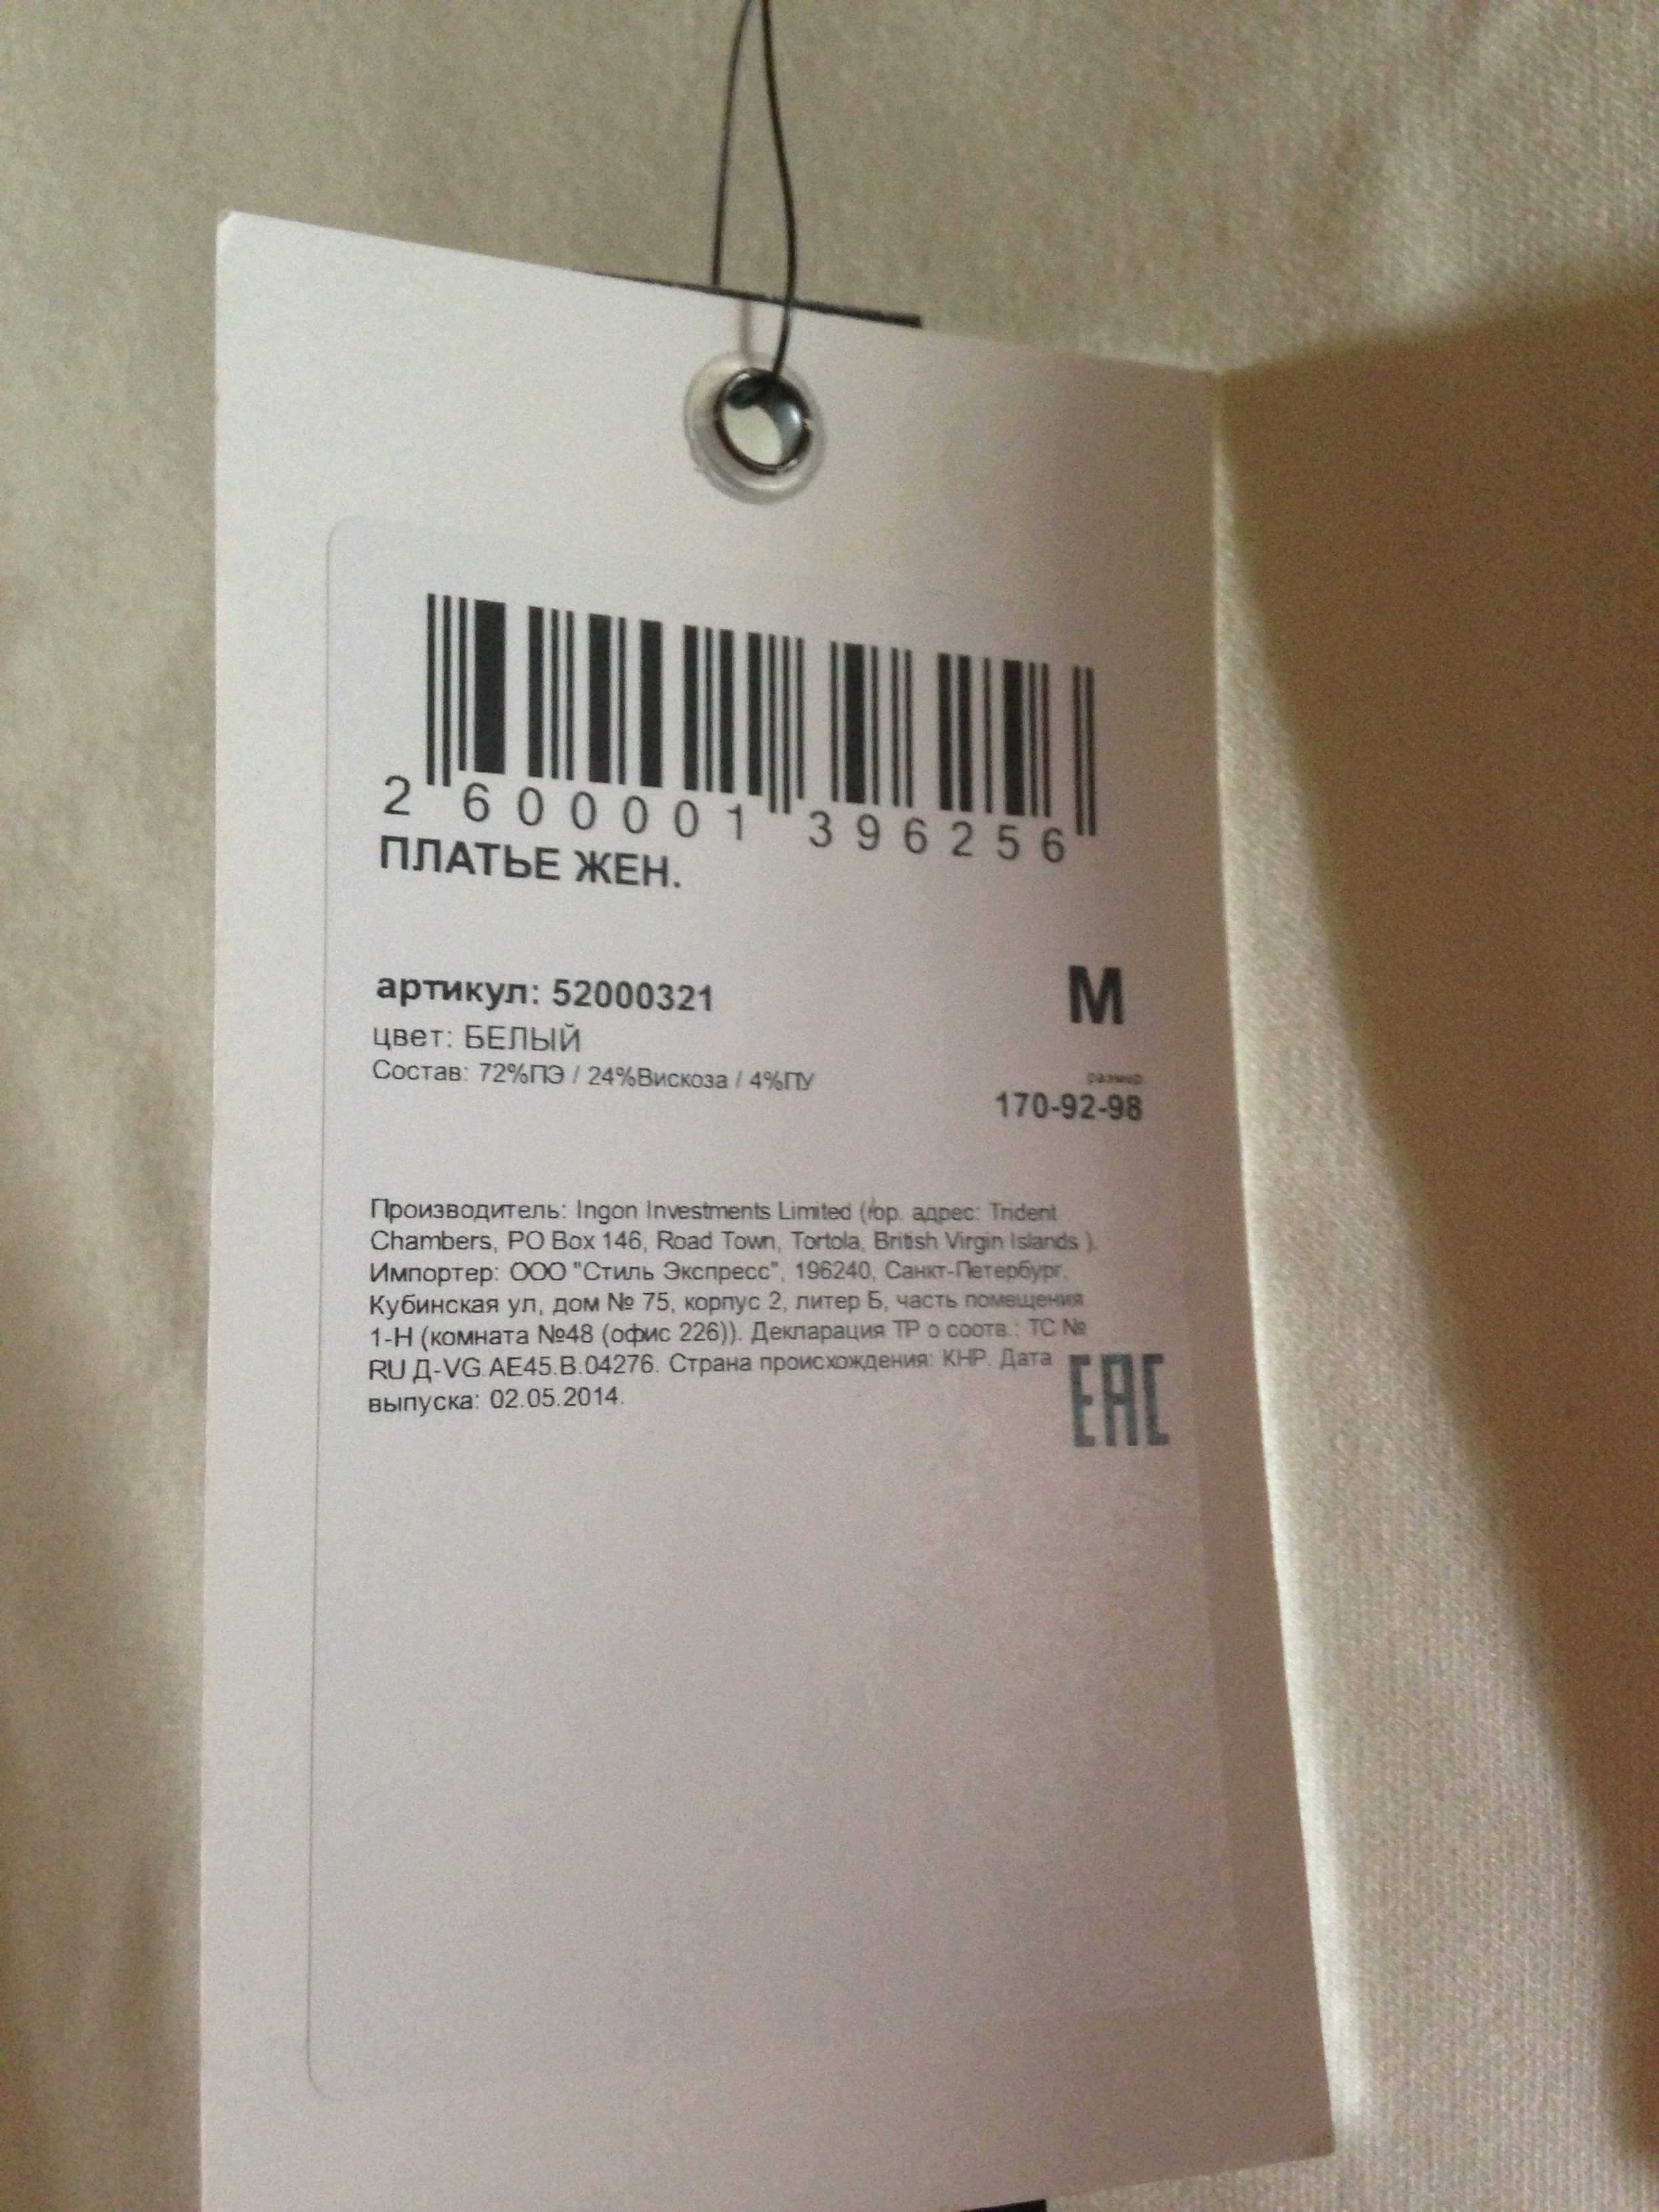 2 600001 396256
ПЛАТЬЕ ЖЕН.
артикул: 52000321
M
цвет: БЕЛЫЙ
Состав: 72%ПЭ / 24%Вискоза / 4%ПУ
размер
170-92-98
Производитель: Ingon Investments Limited (юр. адрес: Trident
Chambers, PO Box 146, Road Town, Tortola, British Virgin Islands ).
Импортер: ООО "Стиль Экспресс", 196240, Санкт-Петербург,
Кубинская ул, дом № 75, корпус 2, литер Б, часть помещения
1-Н (комната №48 (офис 226)). Декларация ТР о соотв.: ТС №
RU Д-VG.АЕ45.В.04276. Страна происхождения: КНР. Дата
выпуска: 02.05.2014.
EAC